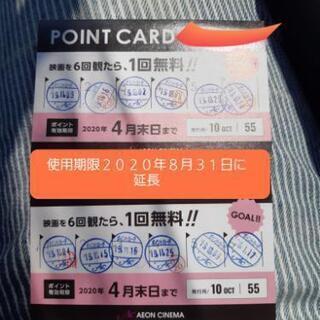 POINT CARD
映画を6回観たら、1回無料!!
ポイント有効期限 2020年 4月末日まで 発行月/ 10 OCT 55
使用期限2020年8月31日に
延長
映画を6回観たら、1回無料!!
GOAL!!
ポイント有効期限 2020年 4月末日まで 発行月/ 10 OCT 55
AEON CINEMA